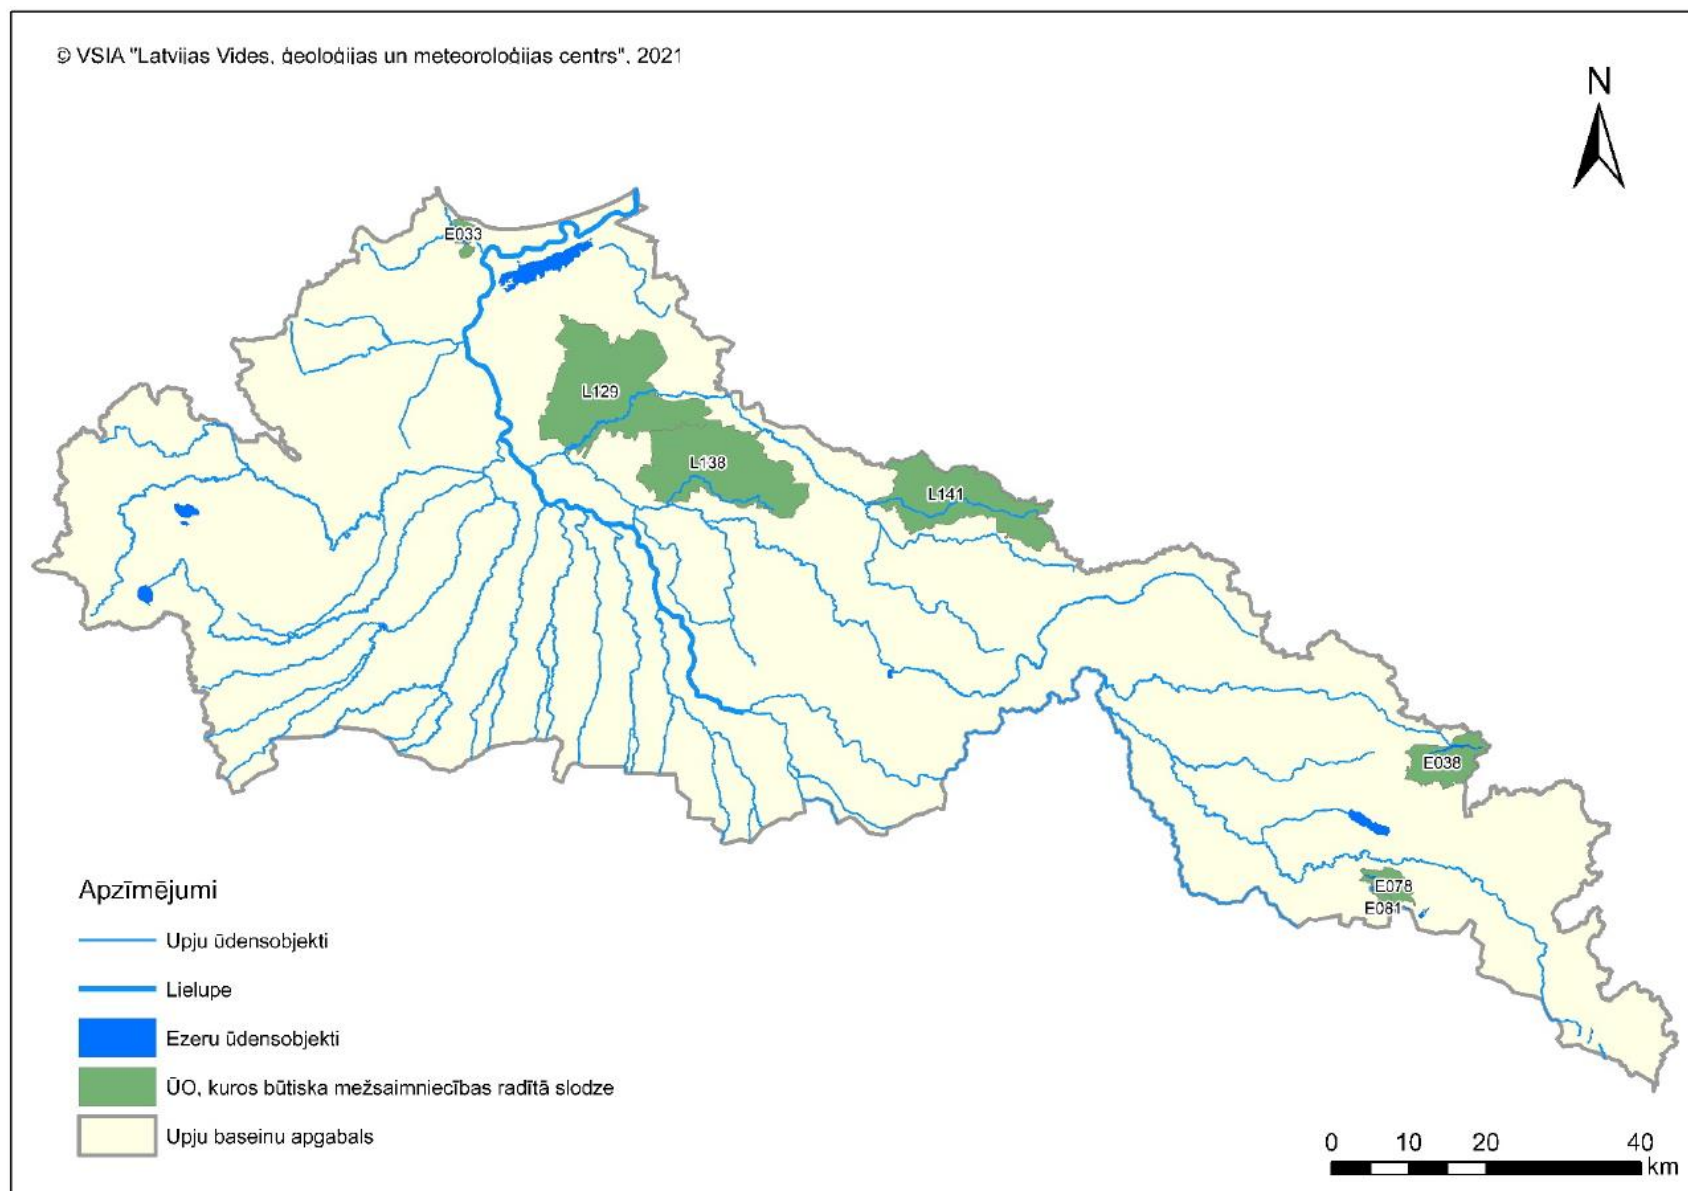 © VSIA "Latvijas Vides, ģeoloģijas un meteoroloģijas centrs", 2021
N
E033
L129
L138
L141
E038
E078
E081
Apzīmējumi
Upju ūdensobjekti
Lielupe
Ezeru ūdensobjekti
ŪO, kuros būtiska mežsaimniecības radītā slodze
Upju baseinu apgabals
0 10 20 40
km